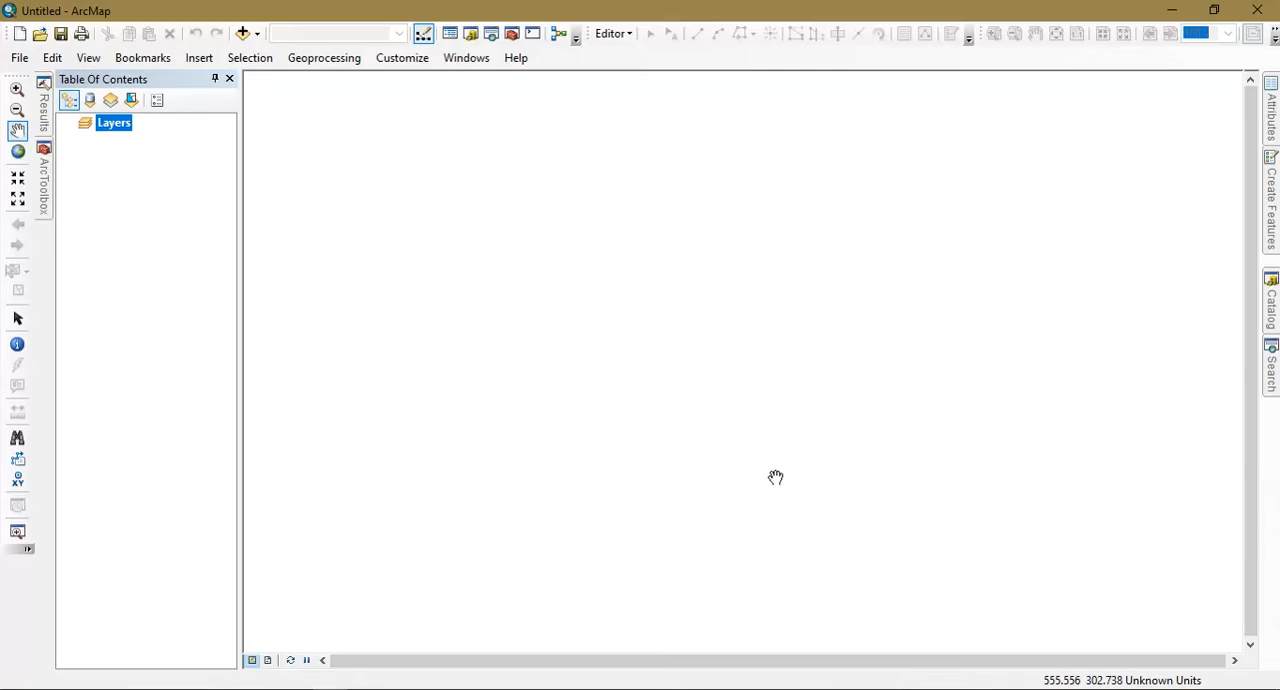 Untitled - ArcMap
Editor
File Edit View Bookmarks Insert Selection Geoprocessing Customize Windows Help
Table Of Contents
Layers
Results
ArcToolbox
XY
Attributes
Create Features
Catalog
Search
555.556 302.738 Unknown Units